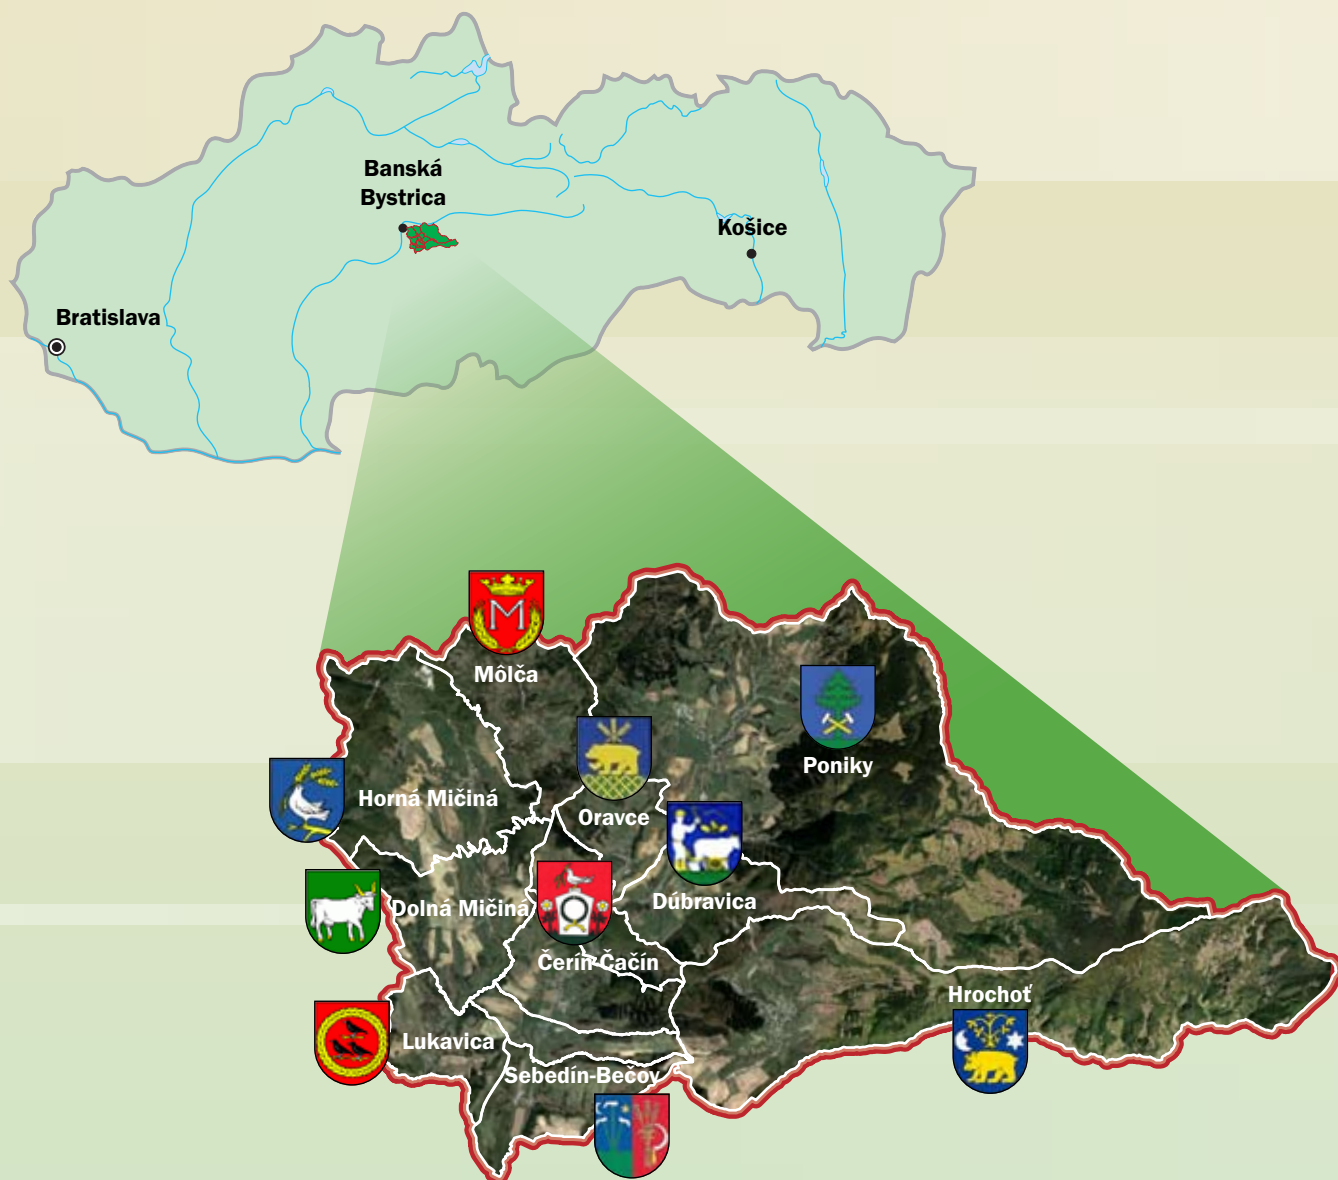 Banská
Bystrica
Košice
Bratislava
M
Môlča
Poniky
Horná Mičiná
Oravce
Dúbravica
Dolná Mičiná
Čerín-Čačín
Hrochoť
Lukavica
Sebedín-Bečov